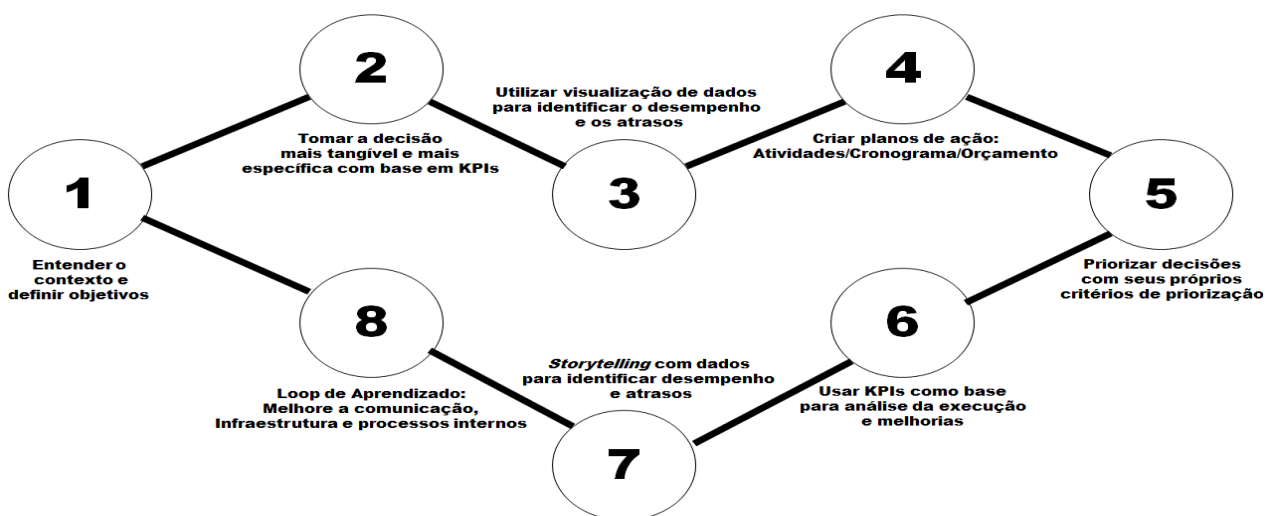 1
Entender o
contexto e
definir objetivos
2
Tomar a decisão
mais tangível e mais
específica com base em KPIs
Utilizar visualização de dados
para identificar o desempenho
e os atrasos
3
4
Criar planos de ação:
Atividades/Cronograma/Orçamento
5
Priorizar decisões
com seus próprios
critérios de priorização
6
Usar KPIs como base
para análise da execução
e melhorias
Storytelling com dados
para identificar desempenho
e atrasos
7
8
Loop de Aprendizado:
Melhore a comunicação,
Infraestrutura e processos internos